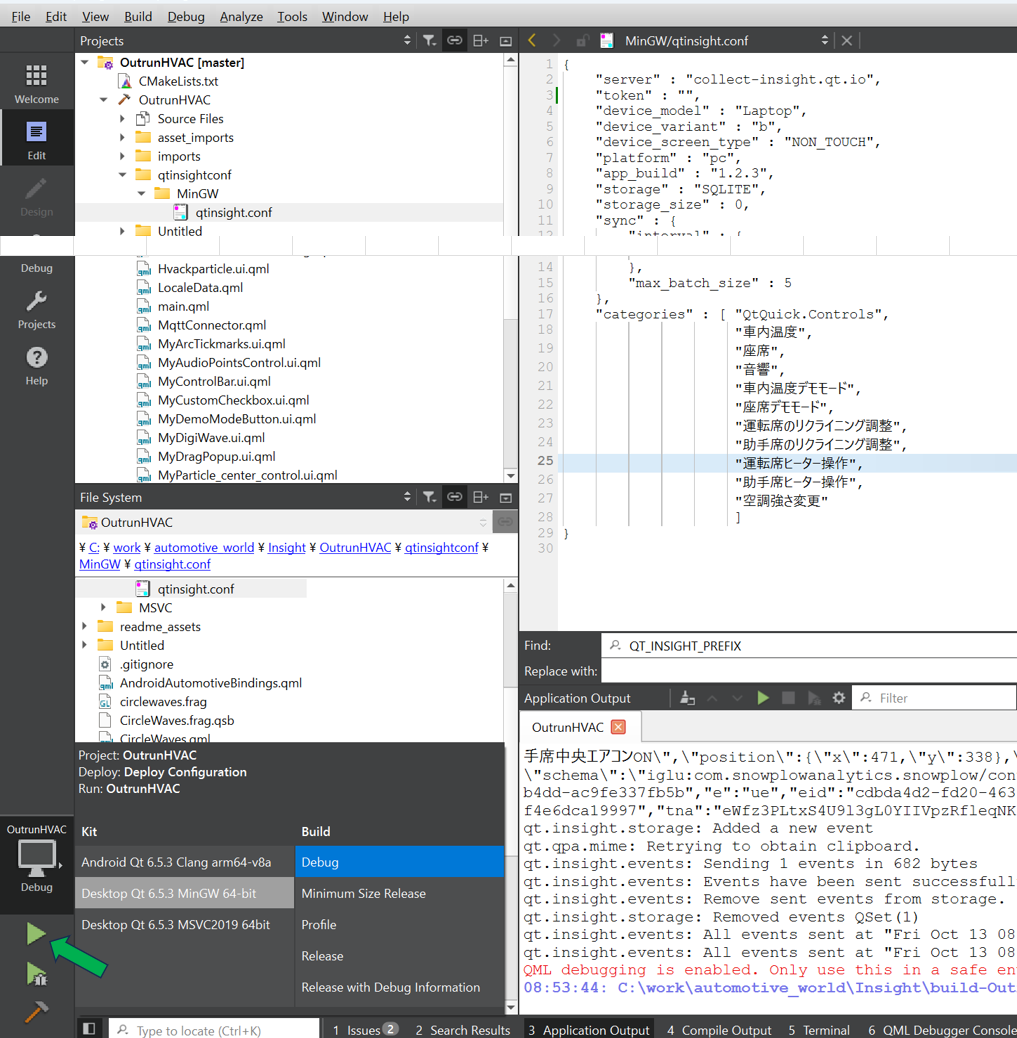 File Edit View Build Debug Analyze Tools Window Help
Projects
MinGW/qtinsight.conf
Welcome
Edit
Design
Debug
Projects
Help
OutrunHVAC [master]
CMakeLists.txt
OutrunHVAC
Source Files
asset_imports
imports
qtinsightconf
MinGW
qtinsight.conf
Untitled
Hvackparticle.ui.qml
LocaleData.qml
main.qml
MqttConnector.qml
MyArcTickmarks.ui.qml
MyAudioPointsControl.ui.qml
MyControlBar.ui.qml
MyCustomCheckbox.ui.qml
MyDemoModeButton.ui.qml
MyDigiWave.ui.qml
MyDragPopup.ui.qml
MyParticle_center_control.ui.qml
1 {
2 "server" : "collect-insight.qt.io",
3 "token" : "",
4 "device_model" : "Laptop",
5 "device_variant" : "b",
6 "device_screen_type" : "NON_TOUCH",
7 "platform" : "pc",
8 "app_build" : "1.2.3",
9 "storage" : "SQLITE",
10 "storage_size" : 0,
11 "sync" : {
12 "interval" : {
14 },
15 "max_batch_size" : 5
16 },
17 "categories" : [ "QtQuick.Controls",
18 "車内温度",
19 "座席",
20 "音響",
21 "車内温度デモモード",
22 "座席デモモード",
23 "運転席のリクライニング調整",
24 "助手席のリクライニング調整",
25 "運転席ヒーター操作",
26 "助手席ヒーター操作",
27 "空調強さ変更"
28 ]
29 }
30
File System
OutrunHVAC
¥ C: ¥ work ¥ automotive_world ¥ Insight ¥ OutrunHVAC ¥ qtinsightconf ¥
MinGW ¥ qtinsight.conf
qtinsight.conf
MSVC
readme_assets
Untitled
.gitignore
AndroidAutomotiveBindings.qml
circlewaves.frag
CircleWaves.frag.qsb
CircleWaves.qml
Project: OutrunHVAC
Deploy: Deploy Configuration
Run: OutrunHVAC
Kit Build
Android Qt 6.5.3 Clang arm64-v8a Debug
Desktop Qt 6.5.3 MinGW 64-bit Minimum Size Release
Desktop Qt 6.5.3 MSVC2019 64bit Profile
Release
Release with Debug Information
OutrunHVAC
Debug
Find: QT_INSIGHT_PREFIX
Replace with:
Application Output Filter
OutrunHVAC
手席中央エアコンON\",\"position\":{\"x\":471,\"y\":338},\
\"schema\":\"iglu:com.snowplowanalytics.snowplow/con
b4dd-ac9fe337fb5b","e":"ue","eid":"cdbda4d2-fd20-463
f4e6dca19997","tna":"eWfz3PLtxS4U9l3gL0YIIVpzRfleqNK
qt.insight.storage: Added a new event
qt.qpa.mime: Retrying to obtain clipboard.
qt.insight.events: Sending 1 events in 682 bytes
qt.insight.events: Events have been sent successfull
qt.insight.events: Remove sent events from storage.
qt.insight.storage: Removed events QSet(1)
qt.insight.events: All events sent at "Fri Oct 13 08
qt.insight.events: All events sent at "Fri Oct 13 08
QML debugging is enabled. Only use this in a safe en
08:53:44: C:\work\automotive_world\Insight\build-Out
Type to locate (Ctrl+K) 1 Issues 2 2 Search Results 3 Application Output 4 Compile Output 5 Terminal 6 QML Debugger Console